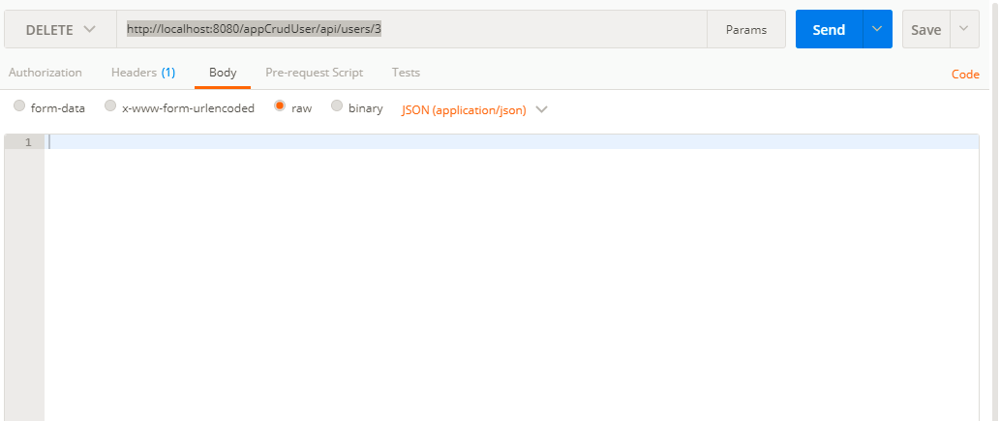 DELETE http://localhost:8080/appCrudUser/api/users/3 Params Send Save
Authorization Headers (1) Body Pre-request Script Tests Code
form-data x-www-form-urlencoded raw binary JSON (application/json)
1